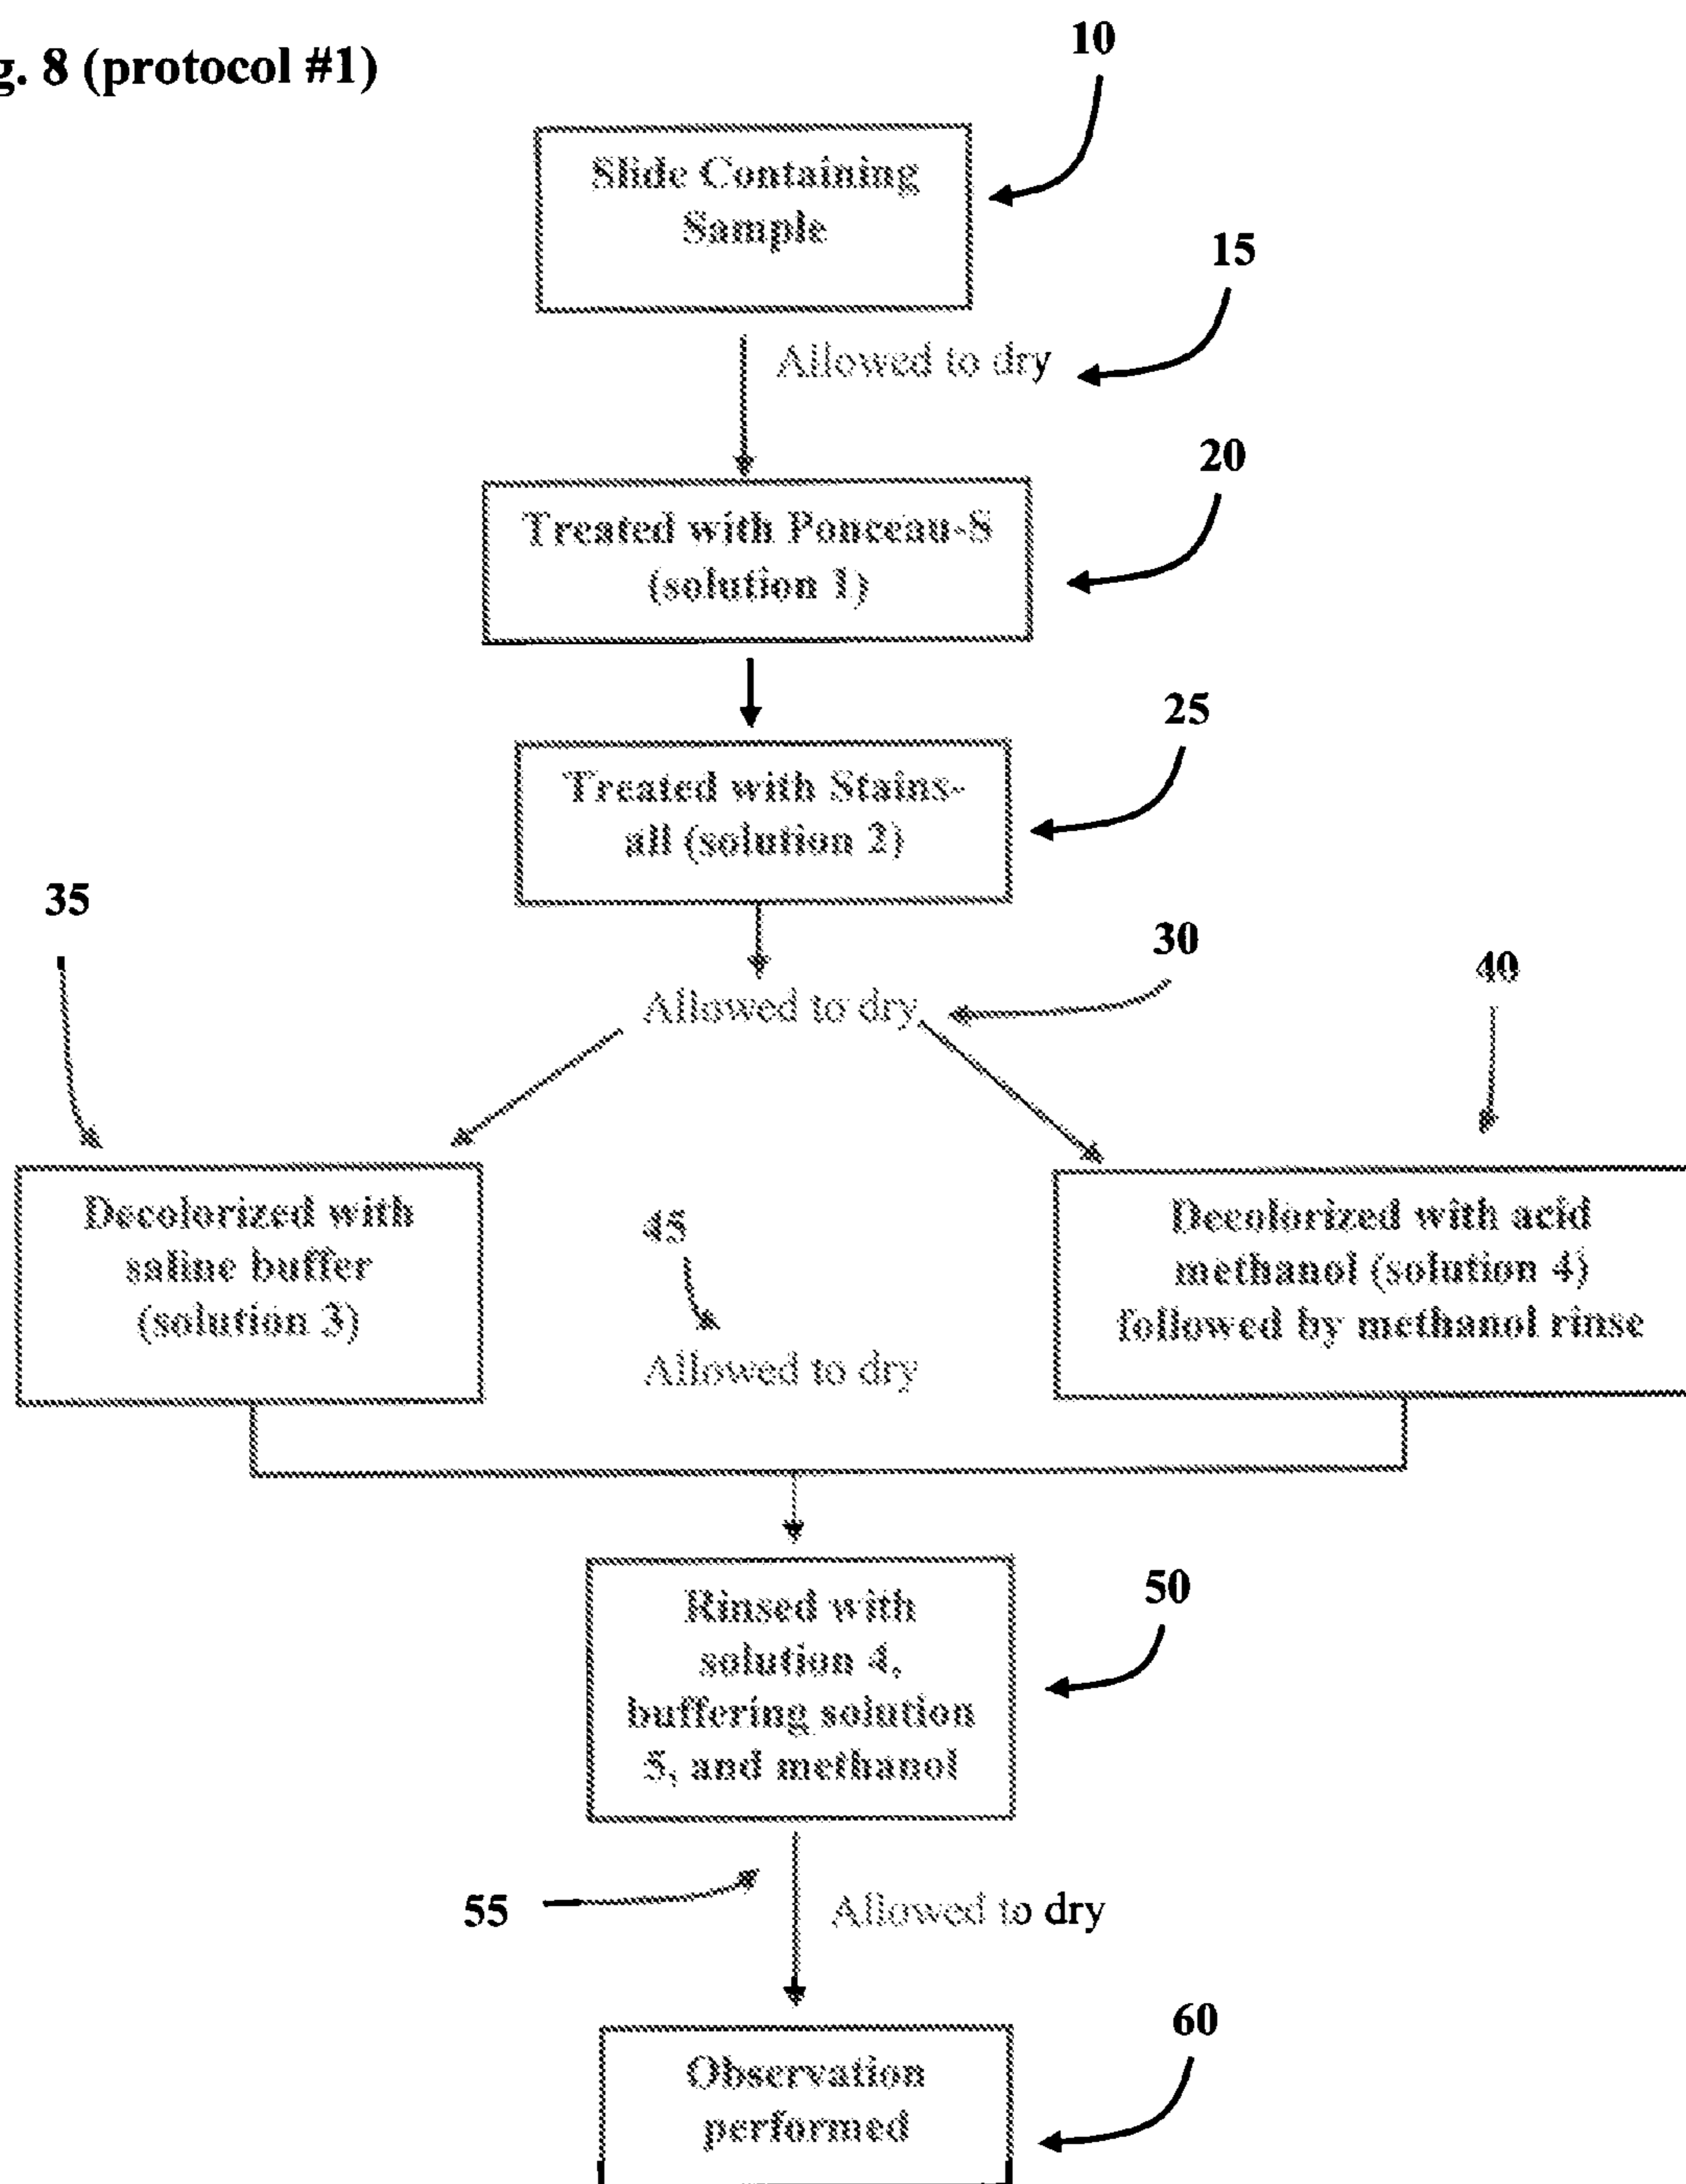 g. 8 (protocol #1)
10
Slide Containing
Sample
15
Allowed to dry
20
Treated with Ponceau-S
(solution 1)
25
Treated with Stains-
all (solution 2)
35
30
40
Allowed to dry
Decolorized with
saline buffer
(solution 3)
45
Allowed to dry
Decolorized with acid
methanol (solution 4)
followed by methanol rinse
Rinsed with
solution 4,
buffering solution
5, and methanol
50
55
Allowed to dry
60
Observation
performed